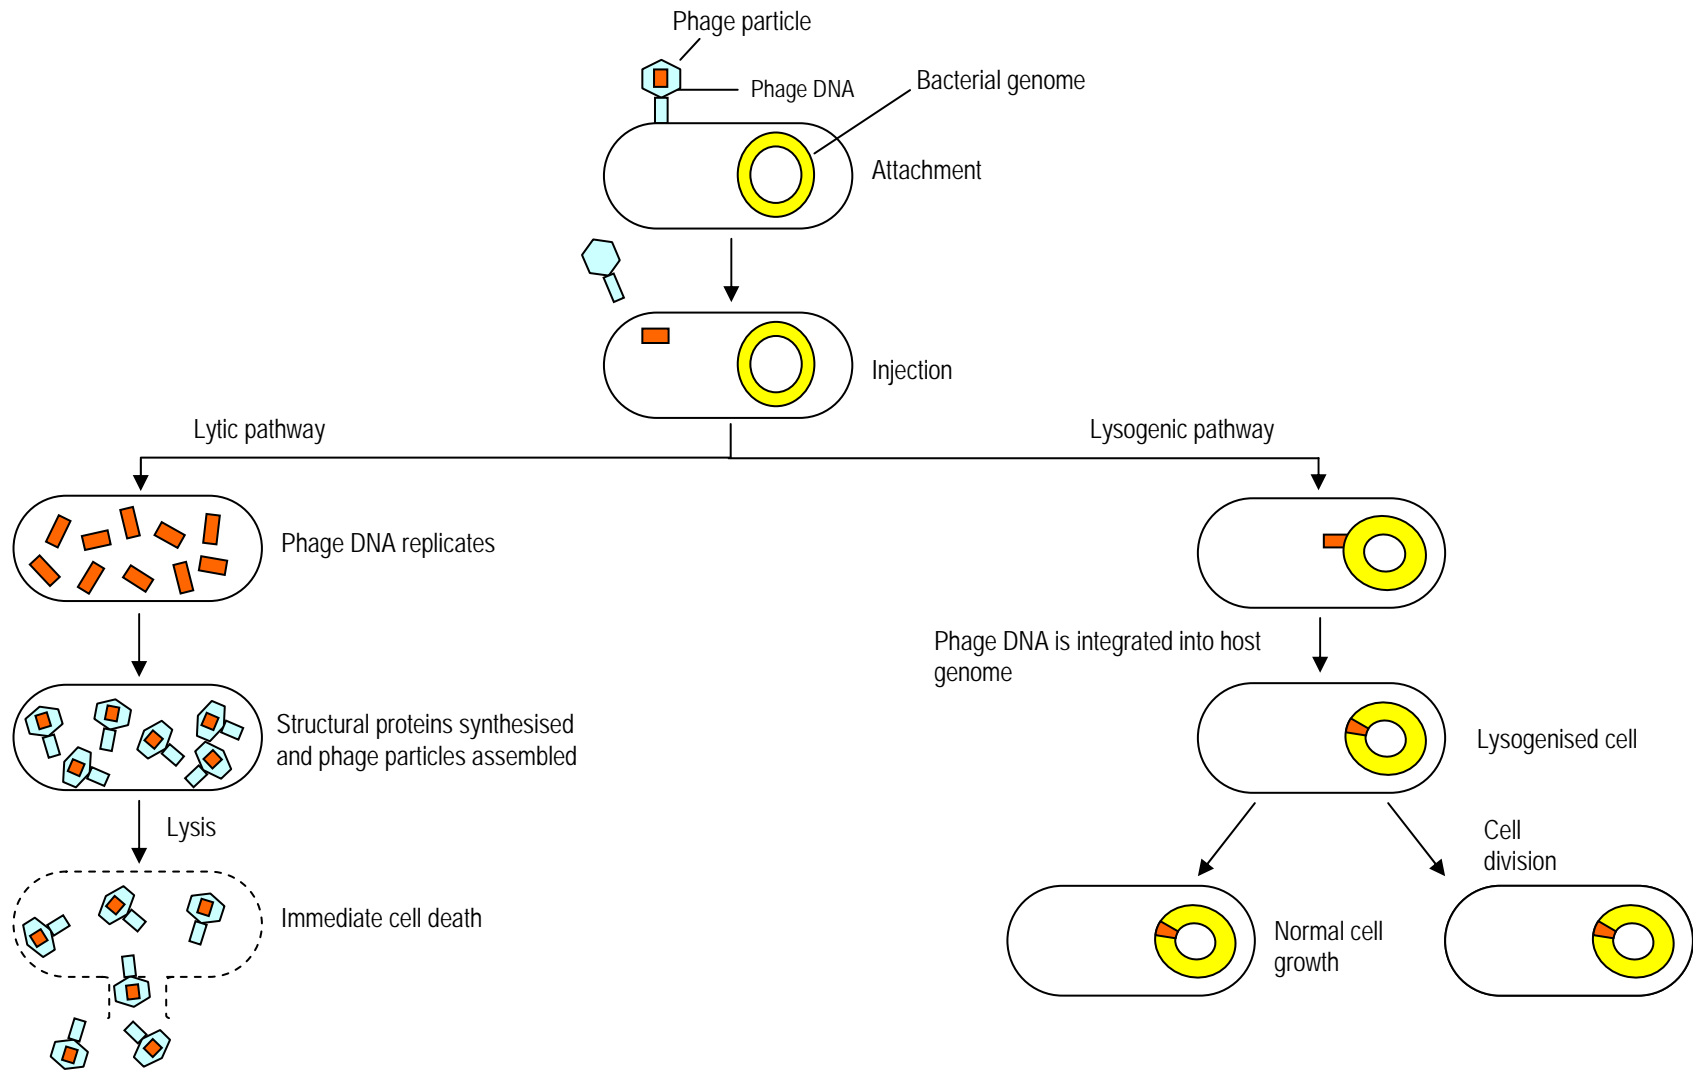 Phage particle
Phage DNA
Bacterial genome
Attachment
Injection
Lytic pathway
Lysogenic pathway
Phage DNA replicates
Phage DNA is integrated into host
genome
Structural proteins synthesised
and phage particles assembled
Lysogenised cell
Lysis
Cell
division
Immediate cell death
Normal cell
growth